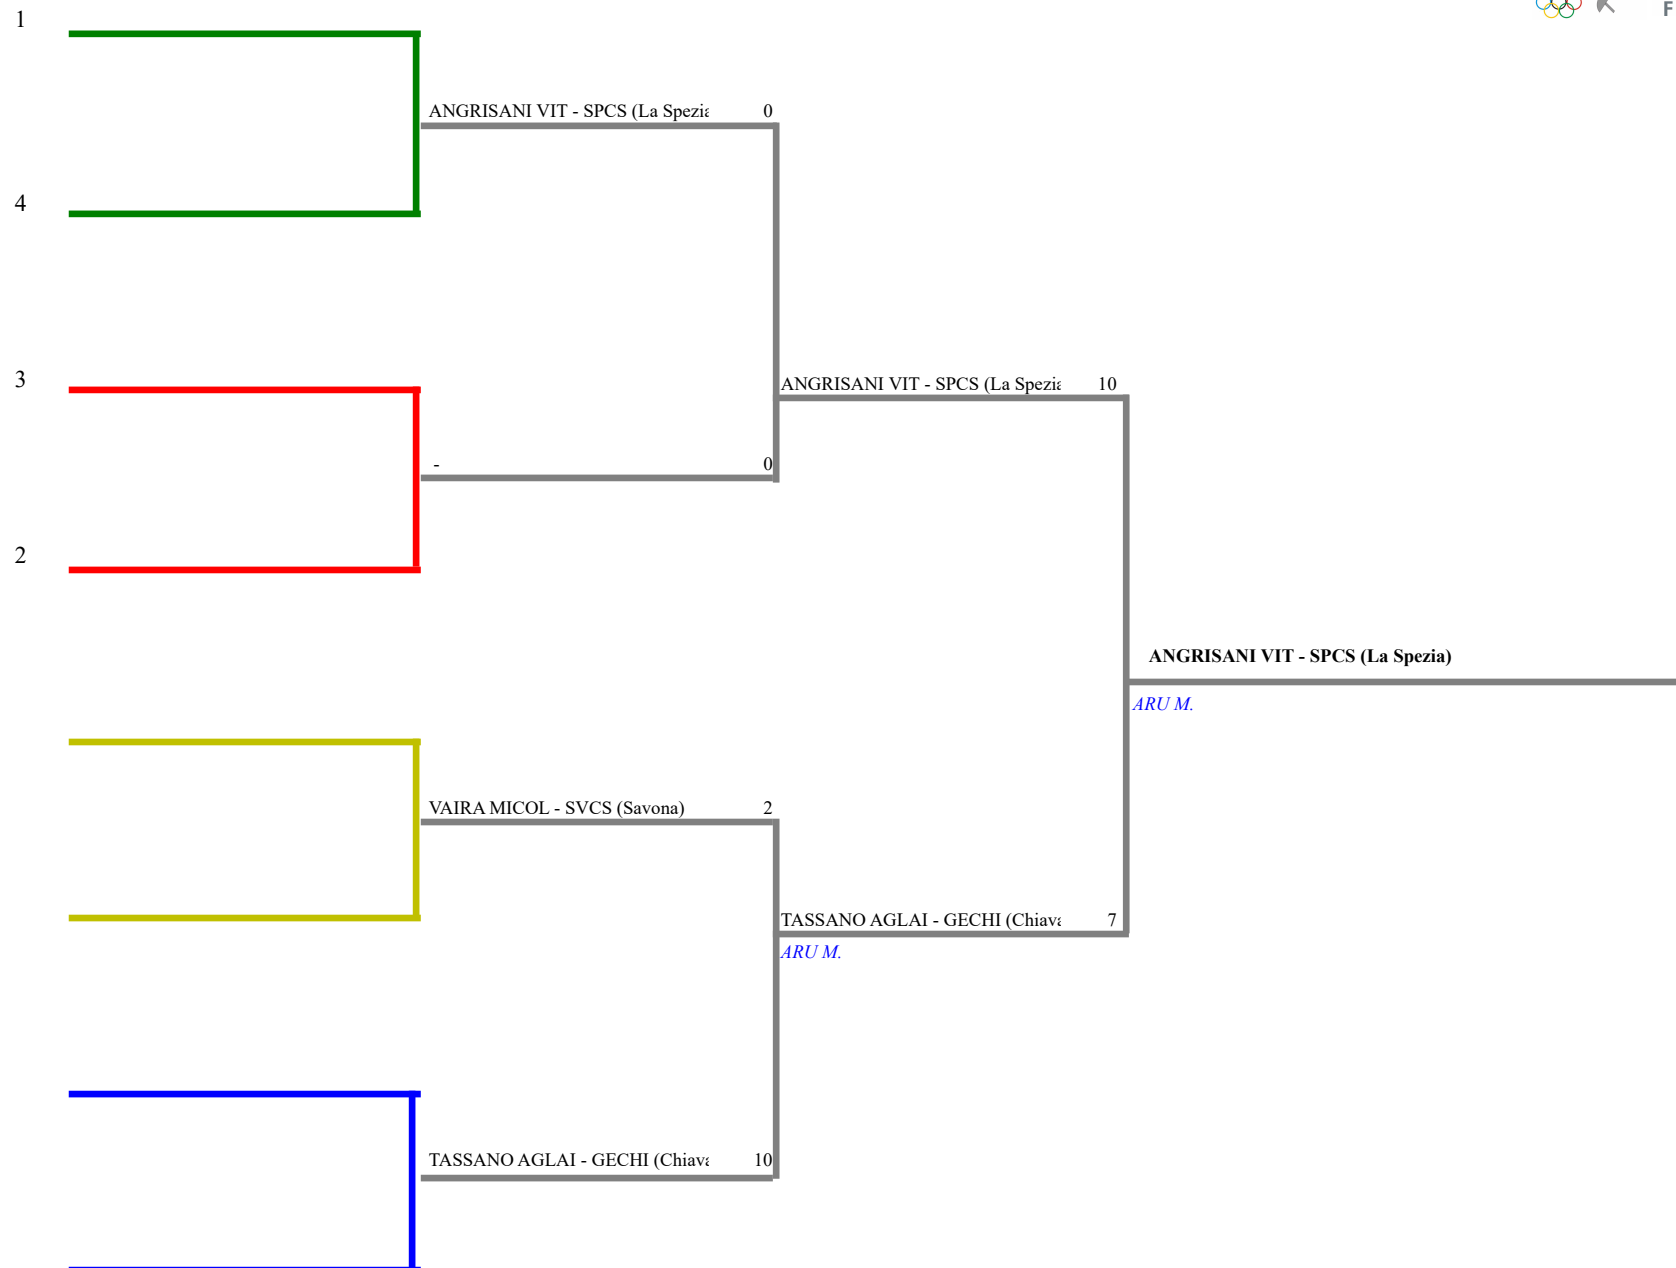 1
F
ANGRISANI VIT - SPCS (La Spezia 0
4
3
ANGRISANI VIT - SPCS (La Spezia 10
- 0
2
ANGRISANI VIT - SPCS (La Spezia)
ARU M.
VAIRA MICOL - SVCS (Savona) 2
TASSANO AGLAI - GECHI (Chiava 7
ARU M.
TASSANO AGLAI - GECHI (Chiava 10